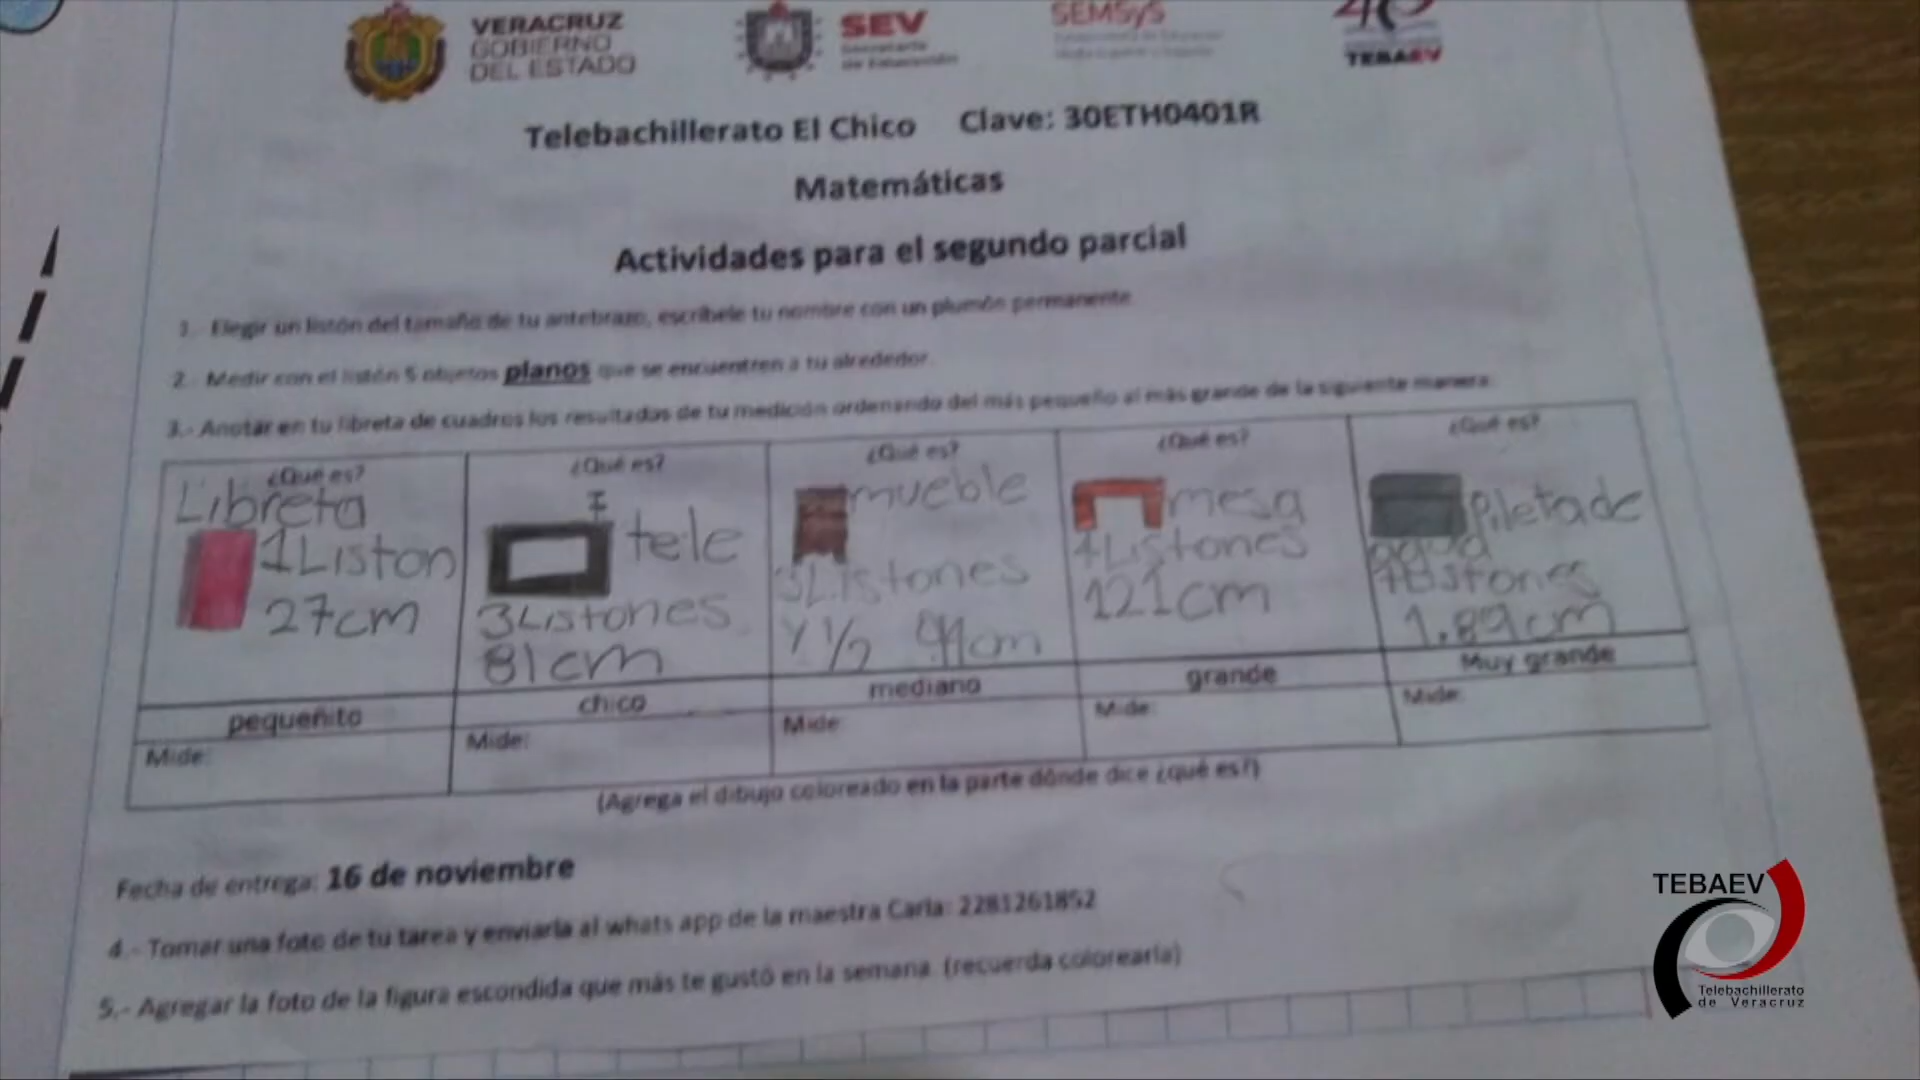 VERACRUZ
GOBIERNO
DEL ESTADO
SEV
Secretaría
de Educación
SEMSyS
TEBAEV
Telebachillerato El Chico Clave: 30ETH0401R
Matemáticas
Actividades para el segundo parcial
1. Elegir un listón del tamaño de tu antebrazo, escríbele tu nombre con un plumón permanente
2. Medir con el listón 5 objetos planos que se encuentren a tu alrededor.
3.- Anotar en tu libreta de cuadros los resultados de tu medición ordenando del más pequeño al más grande de la siguiente manera:
¿Qué es? ¿Qué es? ¿Qué es? ¿Qué es? ¿Qué es?
Libreta
1 Liston
27cm
tele
3 Listones
81cm
mueble
3 Listones
Y 1/2
mesa
4 Listones
121cm
Piletade
agua
1.89cm
pequeñito chico mediano grande Muy grande
Mide: Mide: Mide: Mide: Mide:
(Agrega el dibujo coloreado en la parte dónde dice ¿qué es?)
Fecha de entrega: 16 de noviembre
4.- Tomar una foto de tu tarea y enviarla al whats app de la maestra Carla: 2281261852
5.- Agregar la foto de la figura escondida que más te gustó en la semana. (recuerda colorearla)
TEBAEV
Telebachillerato
de Veracruz